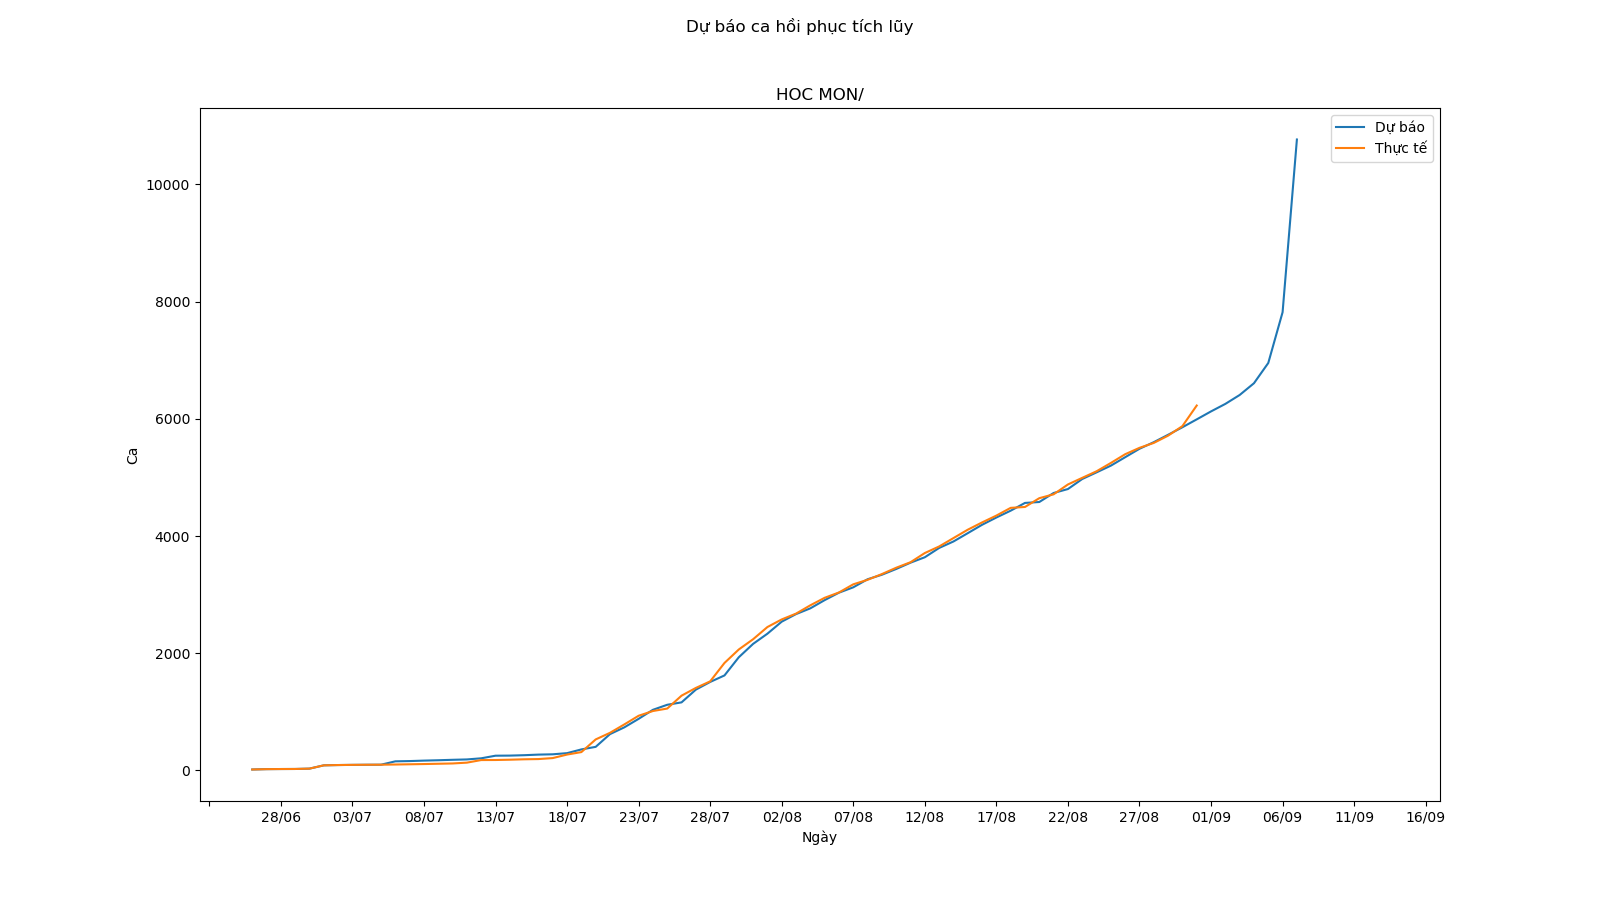 Dự báo ca hồi phục tích lũy
HOC MON/
Dự báo
Thực tế
10000
8000
6000
4000
2000
0
Ca
28/06 03/07 08/07 13/07 18/07 23/07 28/07 02/08 07/08 12/08 17/08 22/08 27/08 01/09 06/09 11/09 16/09
Ngày